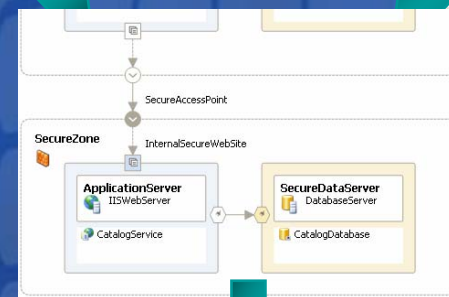 SecureAccessPoint
SecureZone
InternalSecureWebSite
ApplicationServer
IISWebServer
CatalogService
SecureDataServer
DatabaseServer
CatalogDatabase